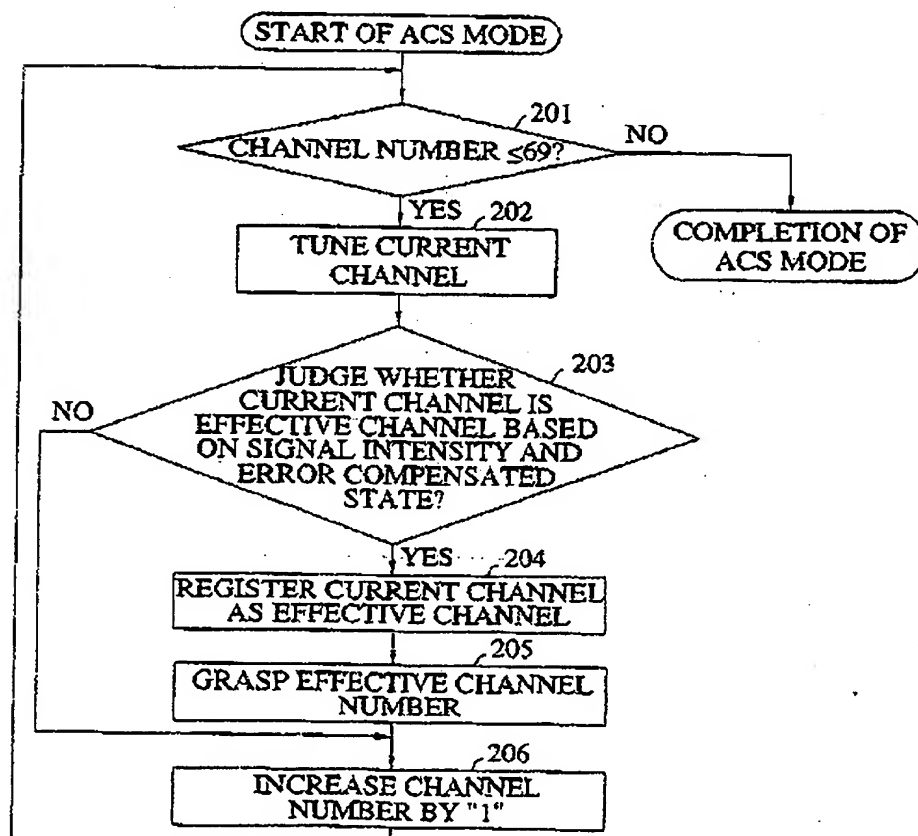 START OF ACS MODE
201
CHANNEL NUMBER ≤69?
NO
YES
202
TUNE CURRENT
CHANNEL
COMPLETION OF
ACS MODE
203
JUDGE WHETHER
CURRENT CHANNEL IS
EFFECTIVE CHANNEL BASED
ON SIGNAL INTENSITY AND
ERROR COMPENSATED
STATE?
NO
YES
204
REGISTER CURRENT CHANNEL
AS EFFECTIVE CHANNEL
205
GRASP EFFECTIVE CHANNEL
NUMBER
206
INCREASE CHANNEL
NUMBER BY "1"